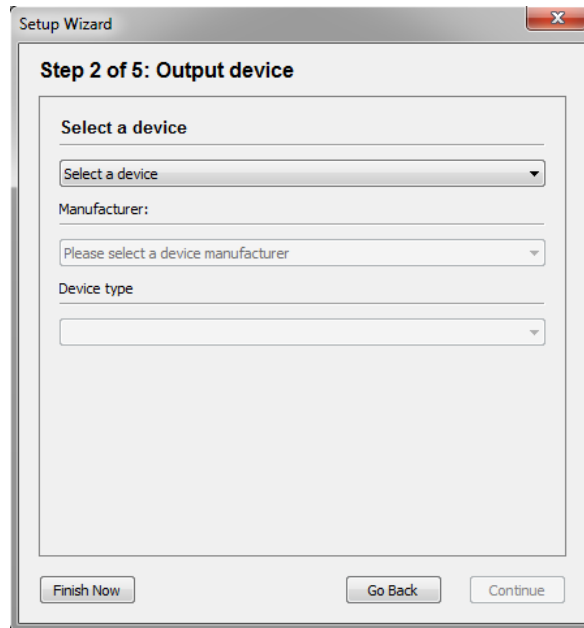 Setup Wizard
Step 2 of 5: Output device
Select a device
Select a device
Manufacturer:
Please select a device manufacturer
Device type
Finish Now
Go Back
Continue